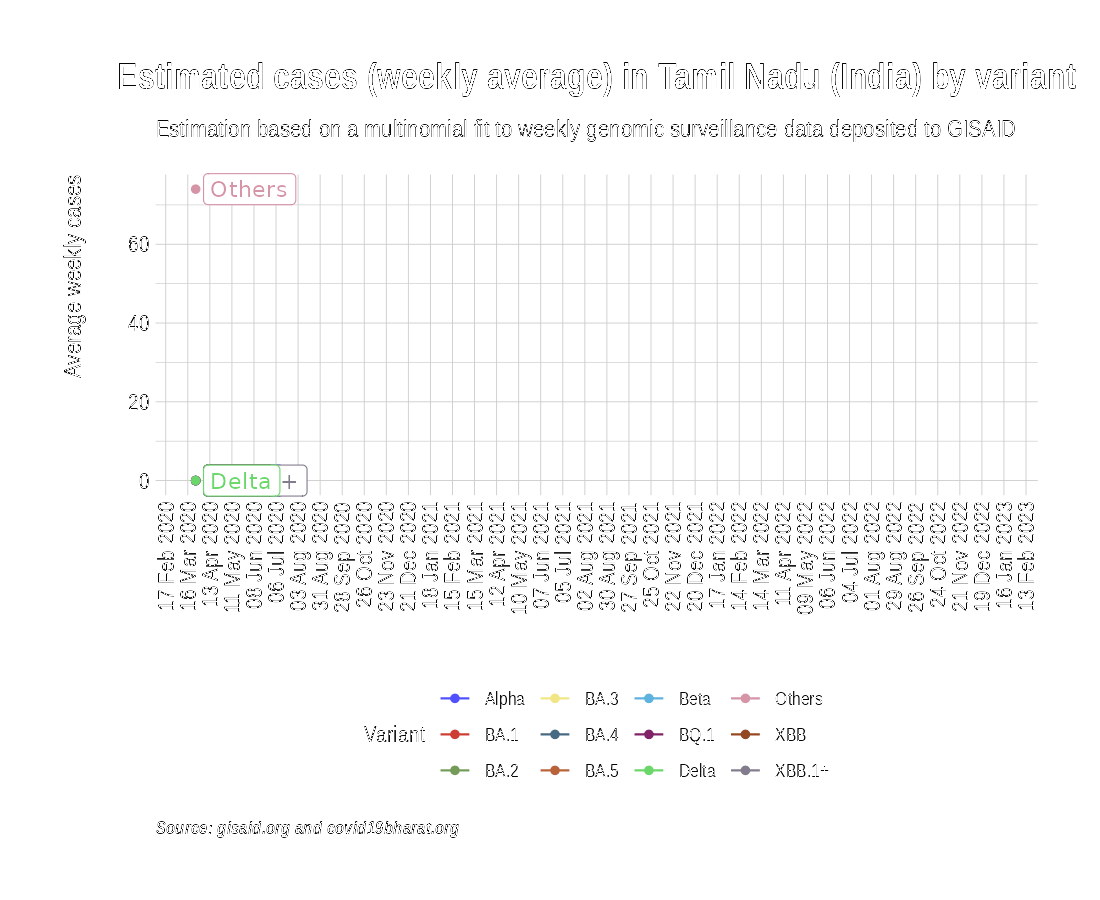 Estimated cases (weekly average) in Tamil Nadu (India) by variant
Estimation based on a multinomial fit to weekly genomic surveillance data deposited to GISAID
Average weekly cases
Others
60
40
20
0
Delta +
17 Feb 2020
16 Mar 2020
13 Apr 2020
11 May 2020
08 Jun 2020
06 Jul 2020
03 Aug 2020
31 Aug 2020
28 Sep 2020
26 Oct 2020
23 Nov 2020
21 Dec 2020
18 Jan 2021
15 Feb 2021
15 Mar 2021
12 Apr 2021
10 May 2021
07 Jun 2021
05 Jul 2021
02 Aug 2021
30 Aug 2021
27 Sep 2021
25 Oct 2021
22 Nov 2021
20 Dec 2021
17 Jan 2022
14 Feb 2022
14 Mar 2022
11 Apr 2022
09 May 2022
06 Jun 2022
04 Jul 2022
01 Aug 2022
29 Aug 2022
26 Sep 2022
24 Oct 2022
21 Nov 2022
19 Dec 2022
16 Jan 2023
13 Feb 2023
Variant
Alpha
BA.1
BA.2
BA.3
BA.4
BA.5
Beta
BQ.1
Delta
Others
XBB
XBB.1+
Source: gisaid.org and covid19bharat.org